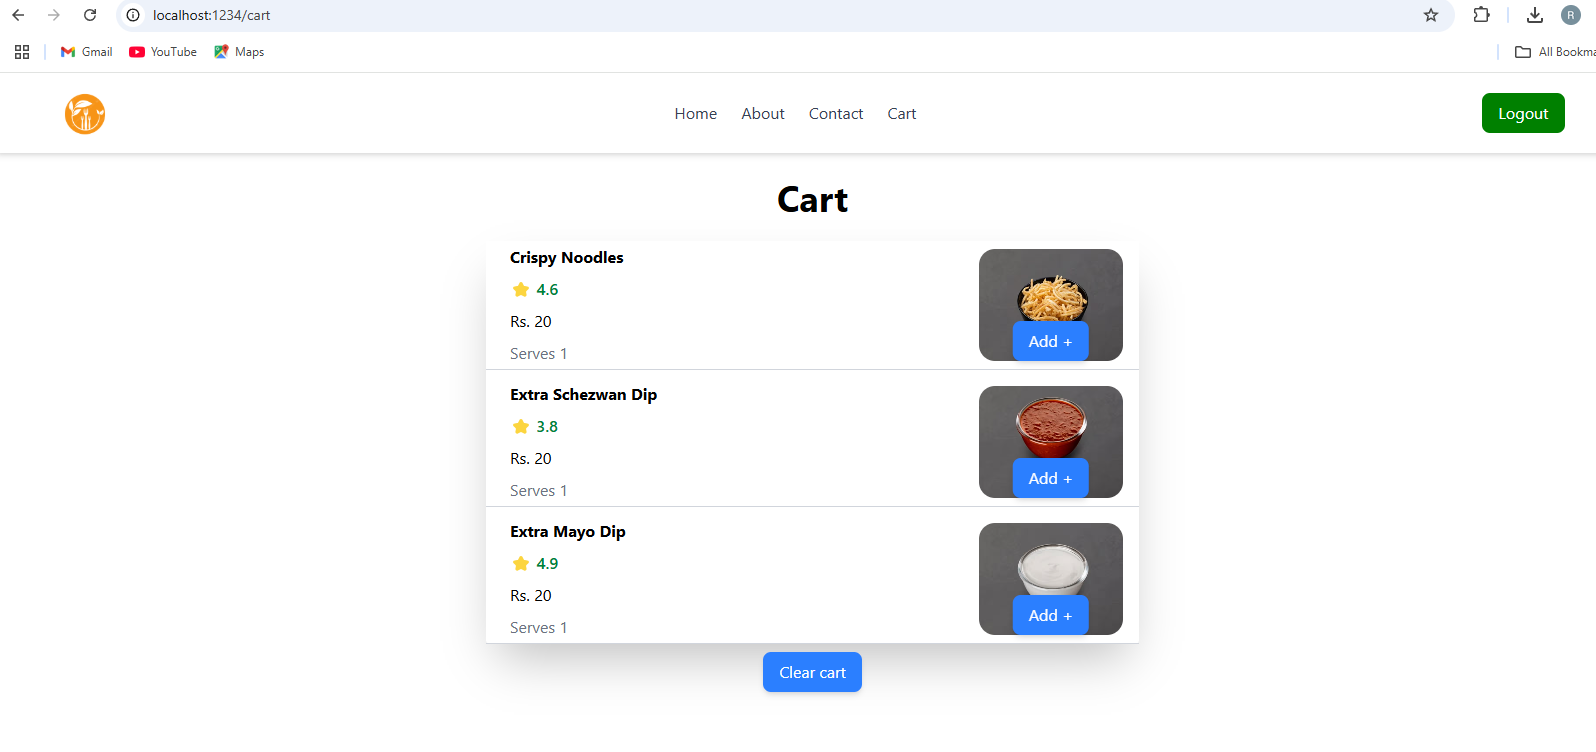 localhost:1234/cart
R
Gmail YouTube Maps All Bookma
Home About Contact Cart Logout
Cart
Crispy Noodles
4.6
Rs. 20
Serves 1
Add +
Extra Schezwan Dip
3.8
Rs. 20
Serves 1
Add +
Extra Mayo Dip
4.9
Rs. 20
Serves 1
Add +
Clear cart